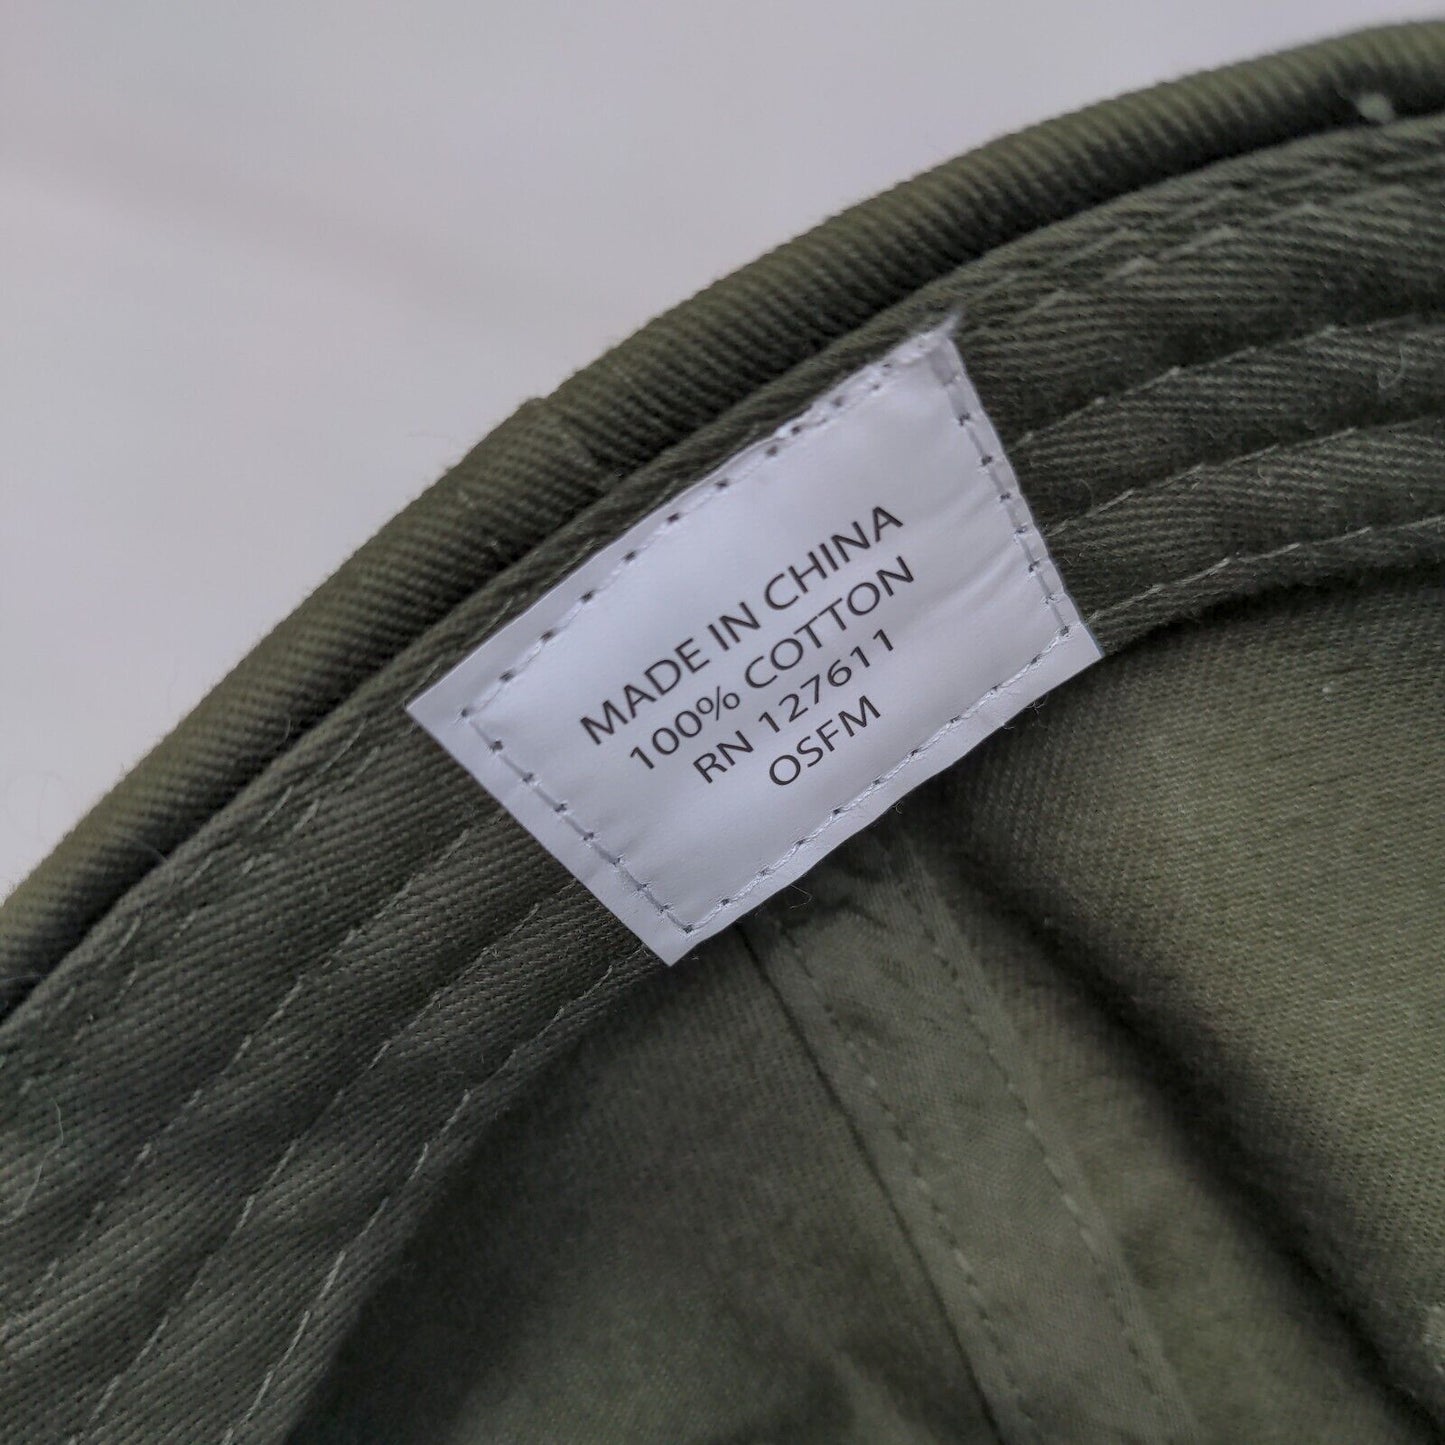 MADE IN CHINA
100% COTTON
RN 127611
OSFM